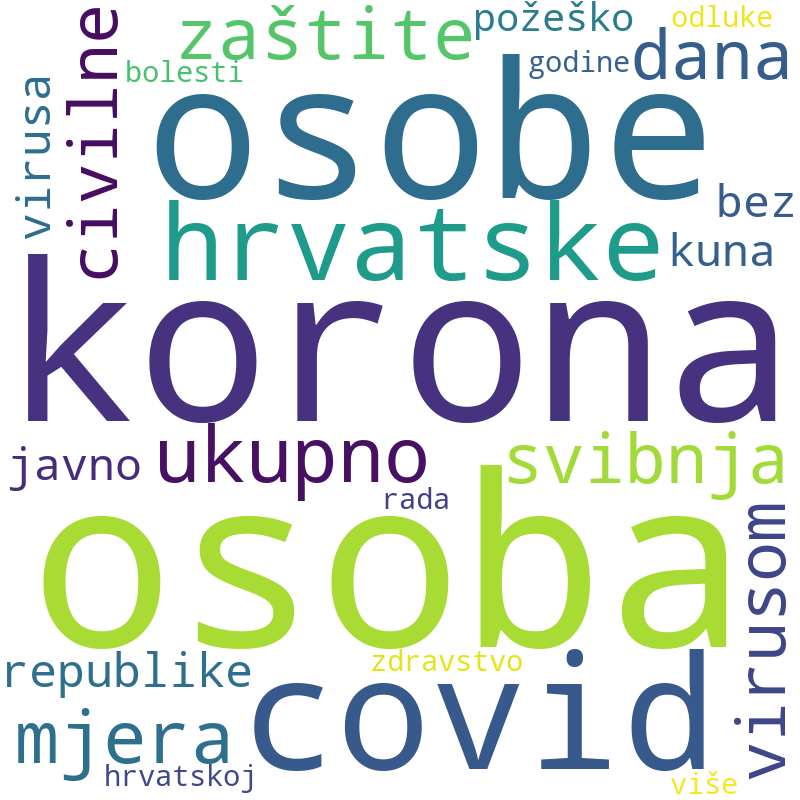 zaštite
požeško
odluke
civilne
bolesti
godine
dana
virusa
osobe
bez
hrvatske
kuna
korona
javno
ukupno
svibnja
rada
osoba
virusom
republike
zdravstvo
covid
mjera
hrvatskoj
više